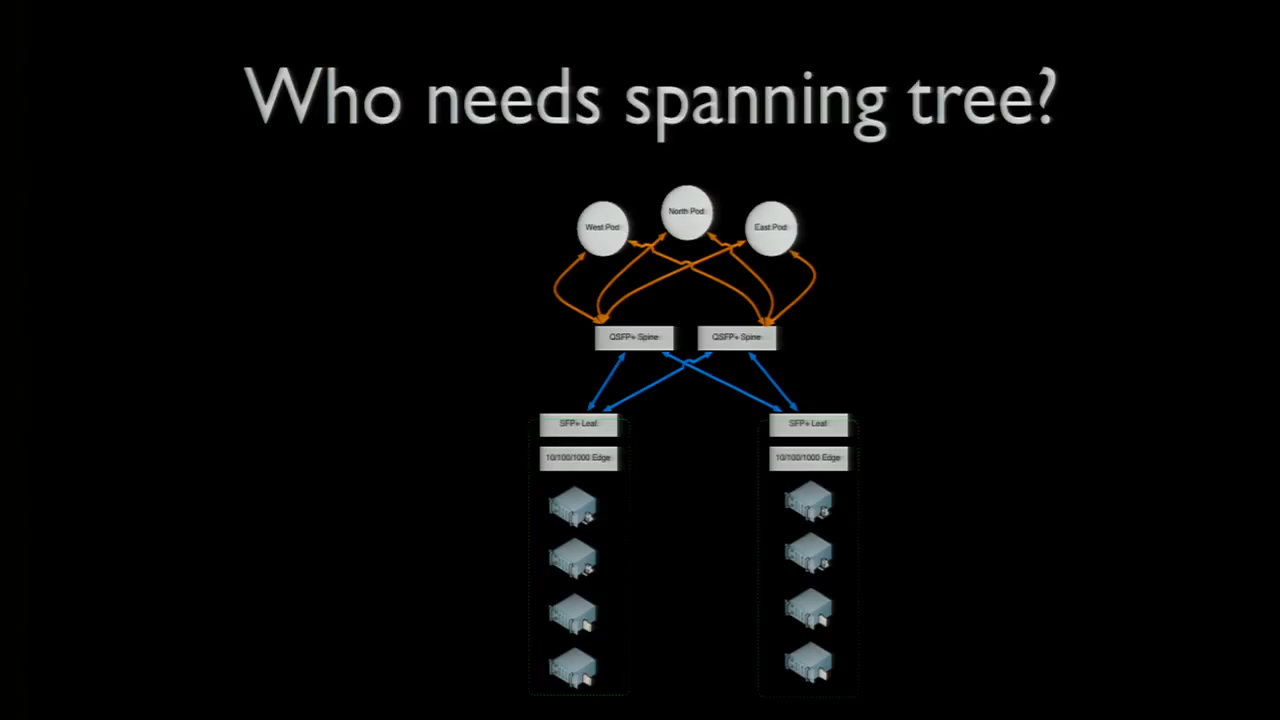 Who needs spanning tree?
West Pod
North Pod
East Pod
QSFP+ Spine
QSFP+ Spine
SFP+ Leaf
SFP+ Leaf
10/100/1000 Edge
10/100/1000 Edge